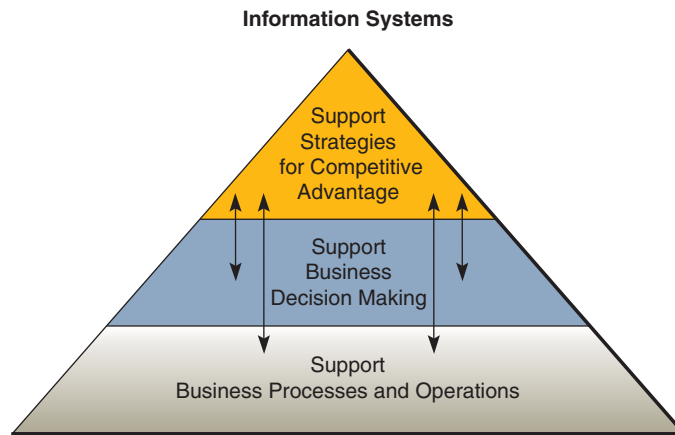 Information Systems
Support
Strategies
for Competitive
Advantage
Support
Business
Decision Making
Support
Business Processes and Operations